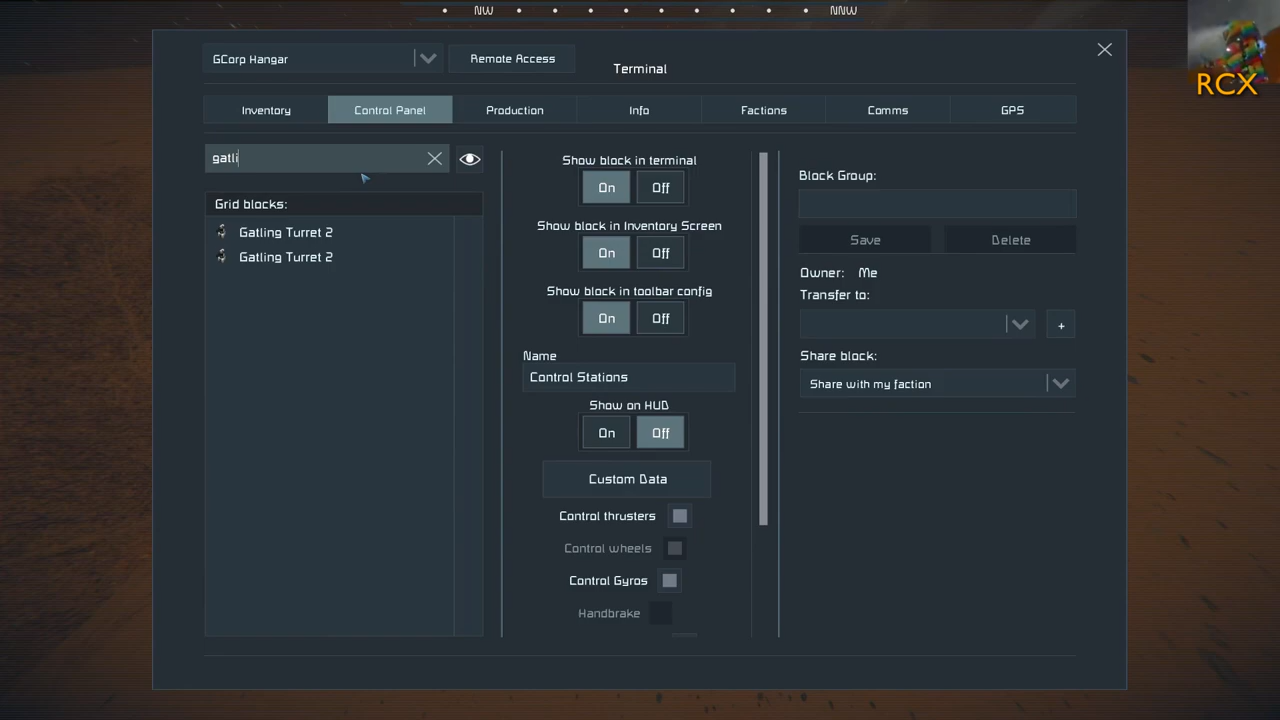 NW
NNW
RCX
GCorp Hangar
Remote Access
Terminal
Inventory
Control Panel
Production
Info
Factions
Comms
GPS
gatli
Grid blocks:
Gatling Turret 2
Gatling Turret 2
Show block in terminal
On
Off
Show block in Inventory Screen
On
Off
Show block in toolbar config
On
Off
Name
Control Stations
Show on HUD
On
Off
Custom Data
Control thrusters
Control wheels
Control Gyros
Handbrake
Block Group:
Save
Delete
Owner: Me
Transfer to:
+
Share block:
Share with my faction